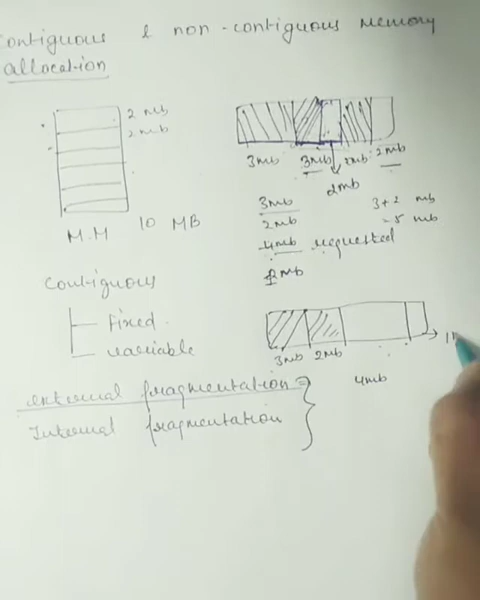 contiguous & non-contiguous Memory
allocation
2 mb
2 mb
M.M 10 MB
3mb 3mb 2mb 2mb
2mb
3mb
2mb
4mb requested
2mb
3+2 mb
=5 mb
Contiguous
Fixed
variable
3mb 2mb
4mb
external fragmentation =
Internal fragmentation